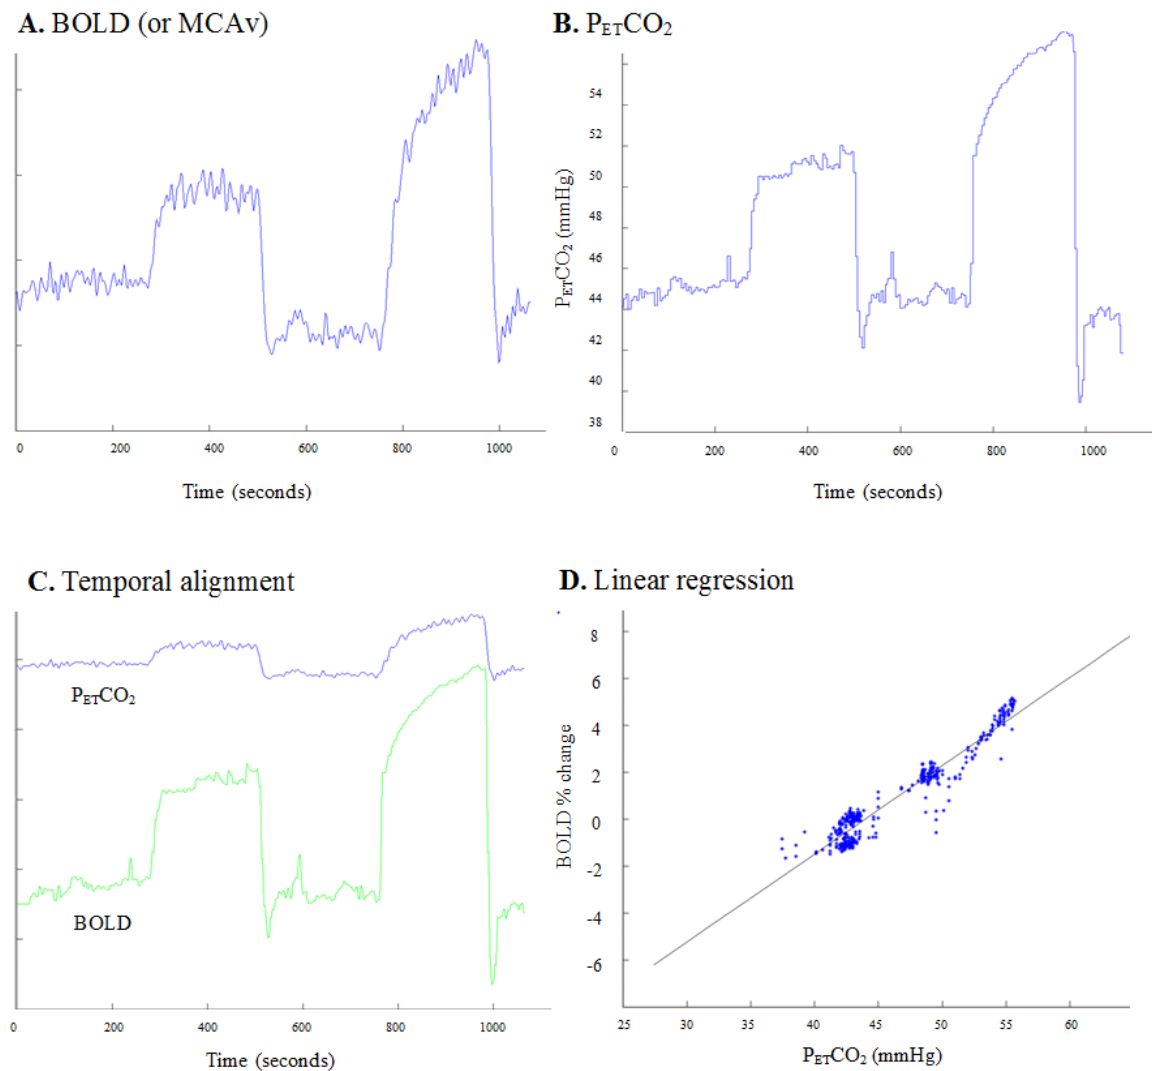 A. BOLD (or MCAv)
0 200 400 600 800 1000
Time (seconds)
B. PETCO2
PETCO2 (mmHg)
54
52
50
48
46
44
42
40
38
0 200 400 600 800 1000
Time (seconds)
C. Temporal alignment
PETCO2
BOLD
0 200 400 600 800 1000
Time (seconds)
D. Linear regression
BOLD % change
8
6
4
2
0
-2
-4
-6
25 30 35 40 45 50 55 60
PETCO2 (mmHg)